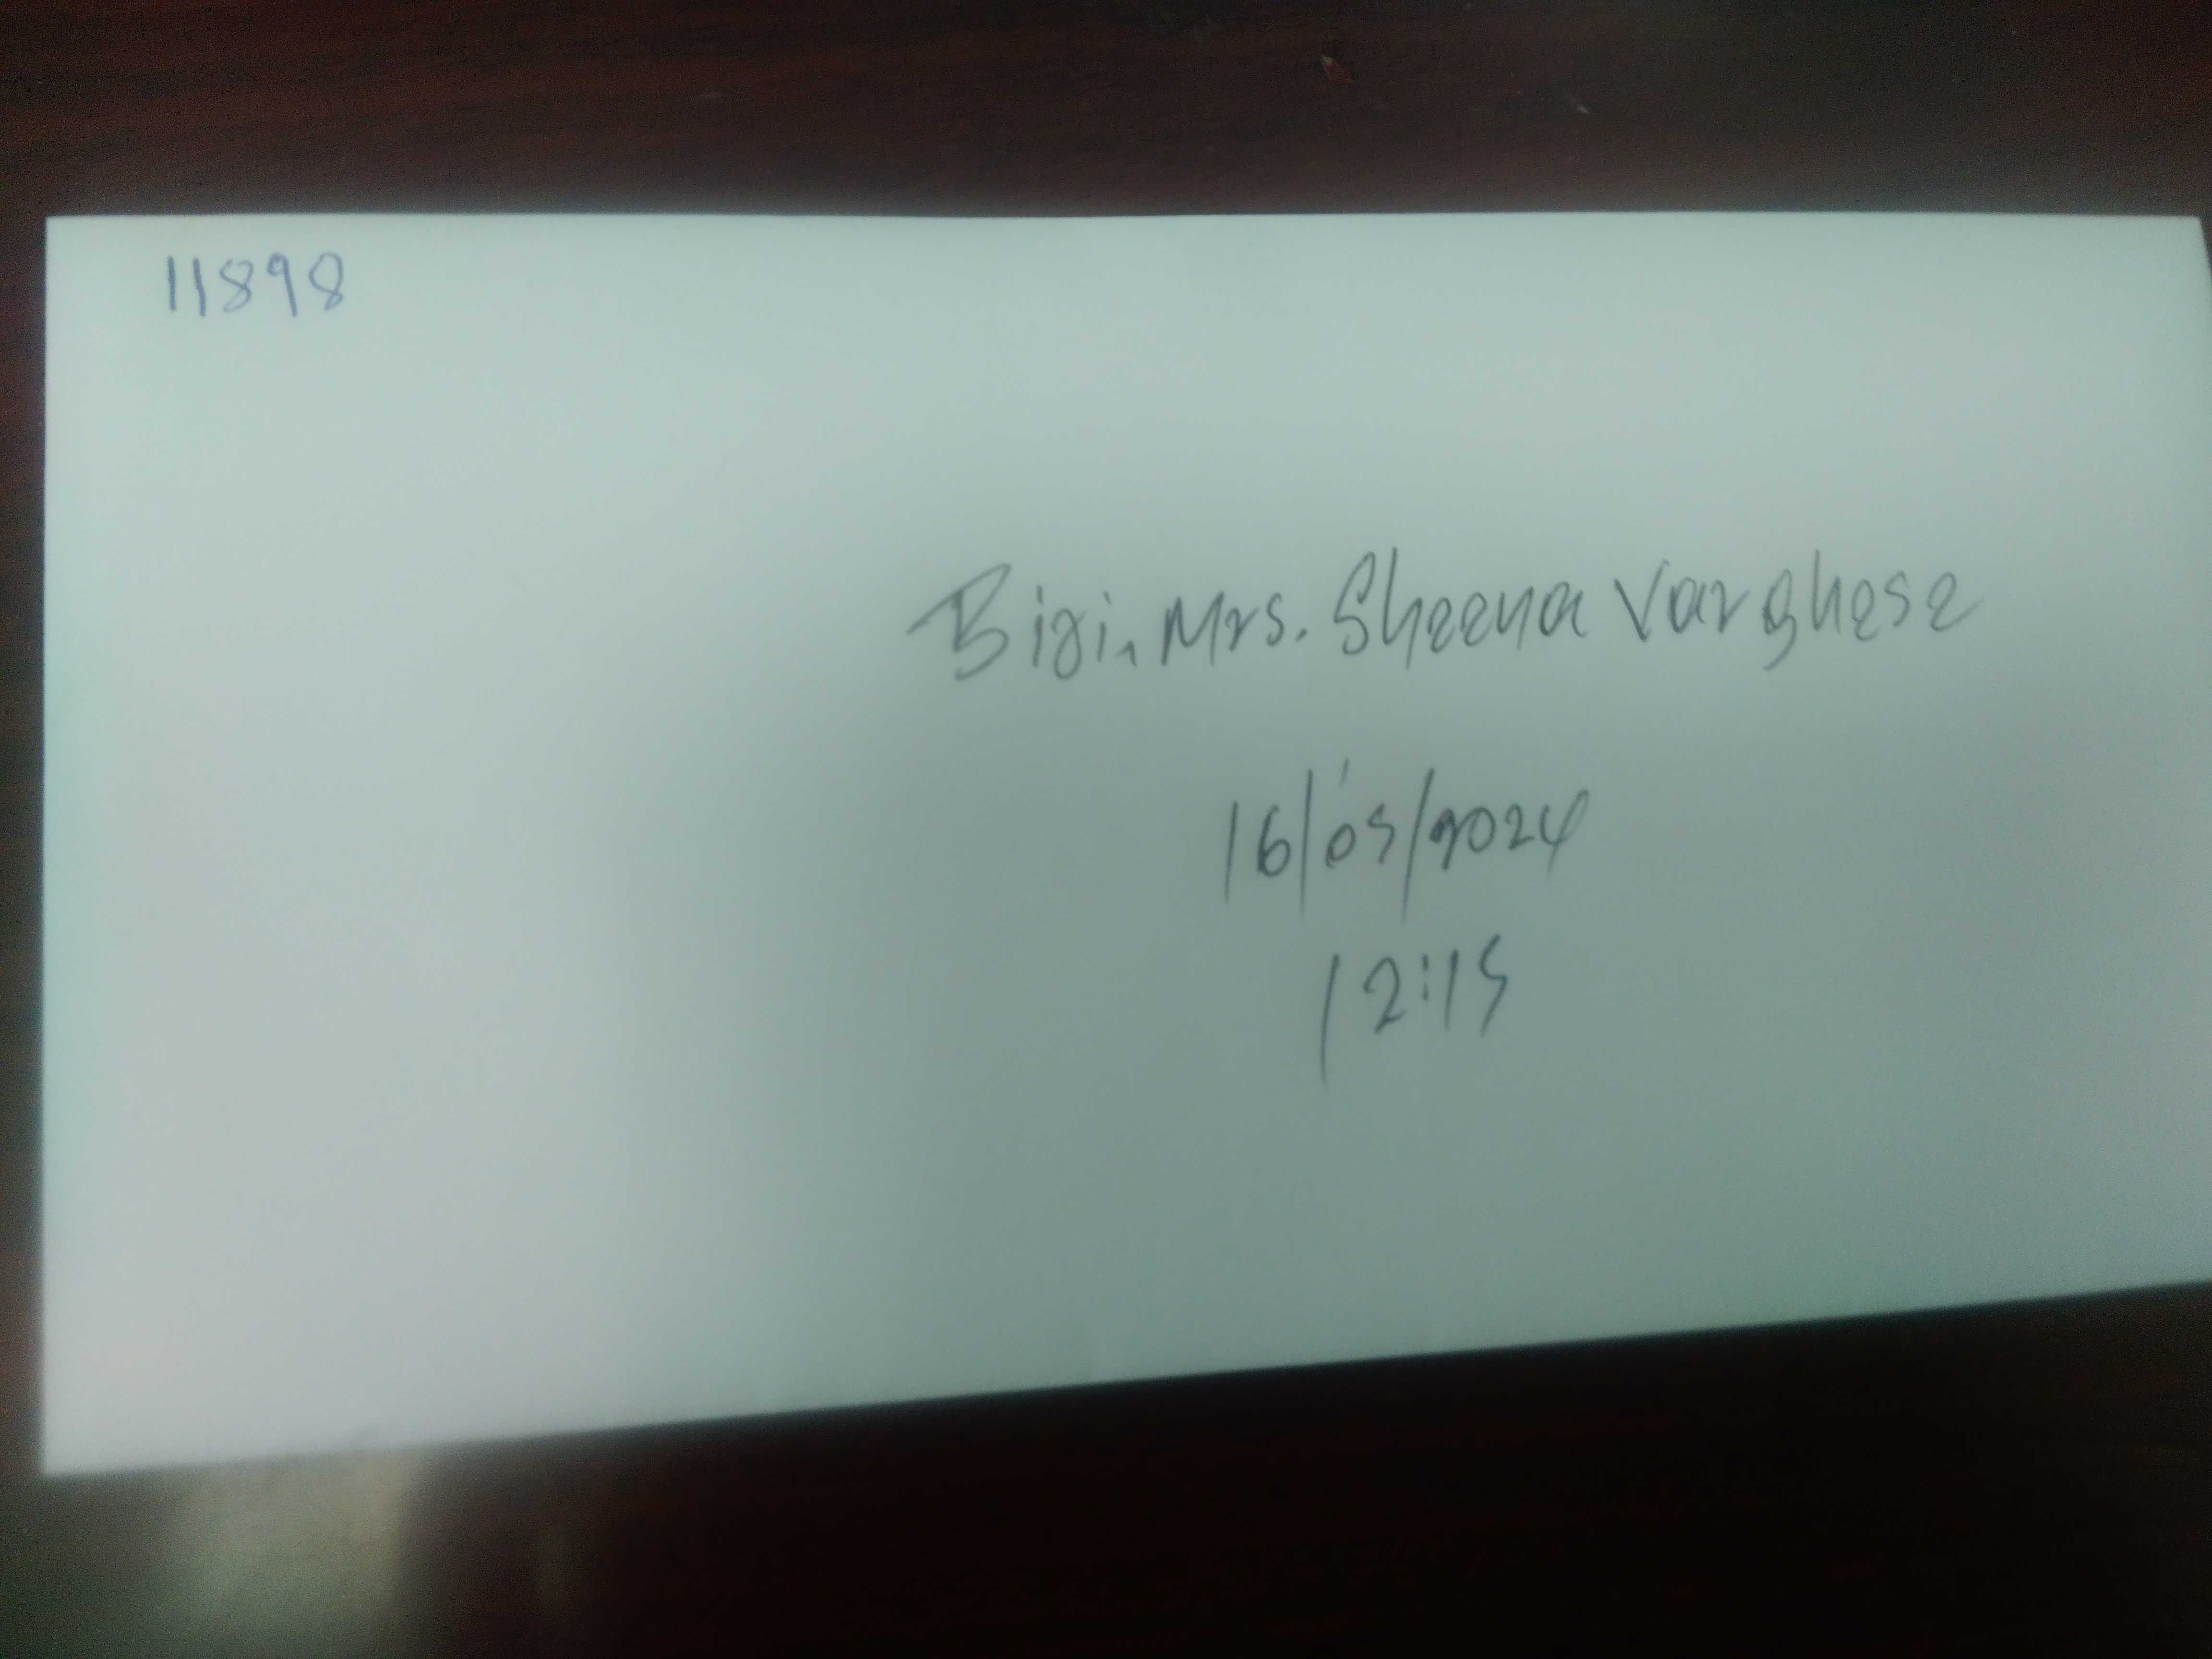 11898
Bigi, Mrs. Sheena Varghese
16/05/2024
12:15